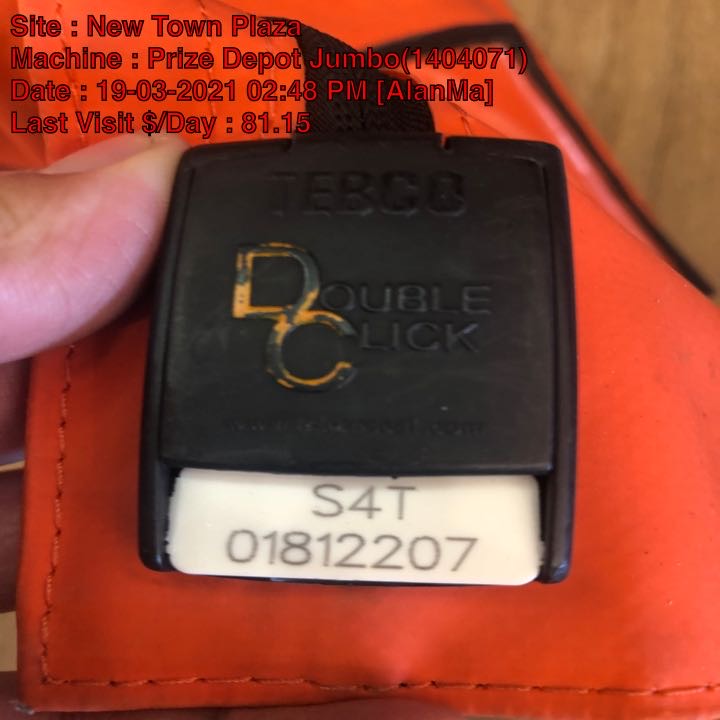 Site : New Town Plaza
Machine : Prize Depot Jumbo(1404071)
Date : 19-03-2021 02:48 PM [AlanMa]
Last Visit $/Day : 81.15
TEBCO
DOUBLE
CLICK
S4T
01812207